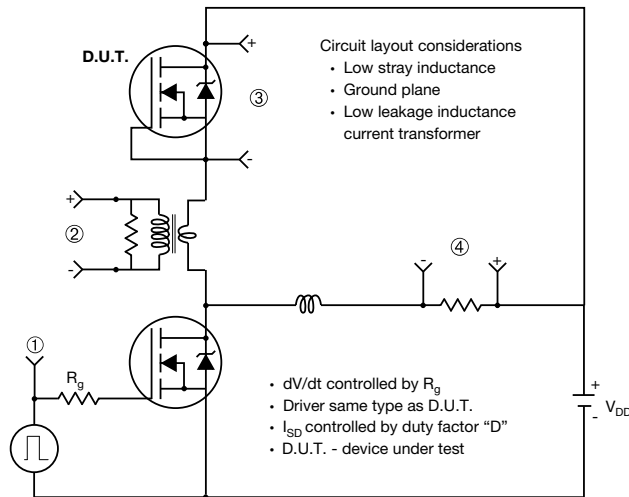 D.U.T.
+
-
③
Circuit layout considerations
• Low stray inductance
• Ground plane
• Low leakage inductance
current transformer
+
②
-
④
-
+
①
Rg
• dV/dt controlled by Rg
• Driver same type as D.U.T.
• ISD controlled by duty factor “D”
• D.U.T. - device under test
+
-
VDD